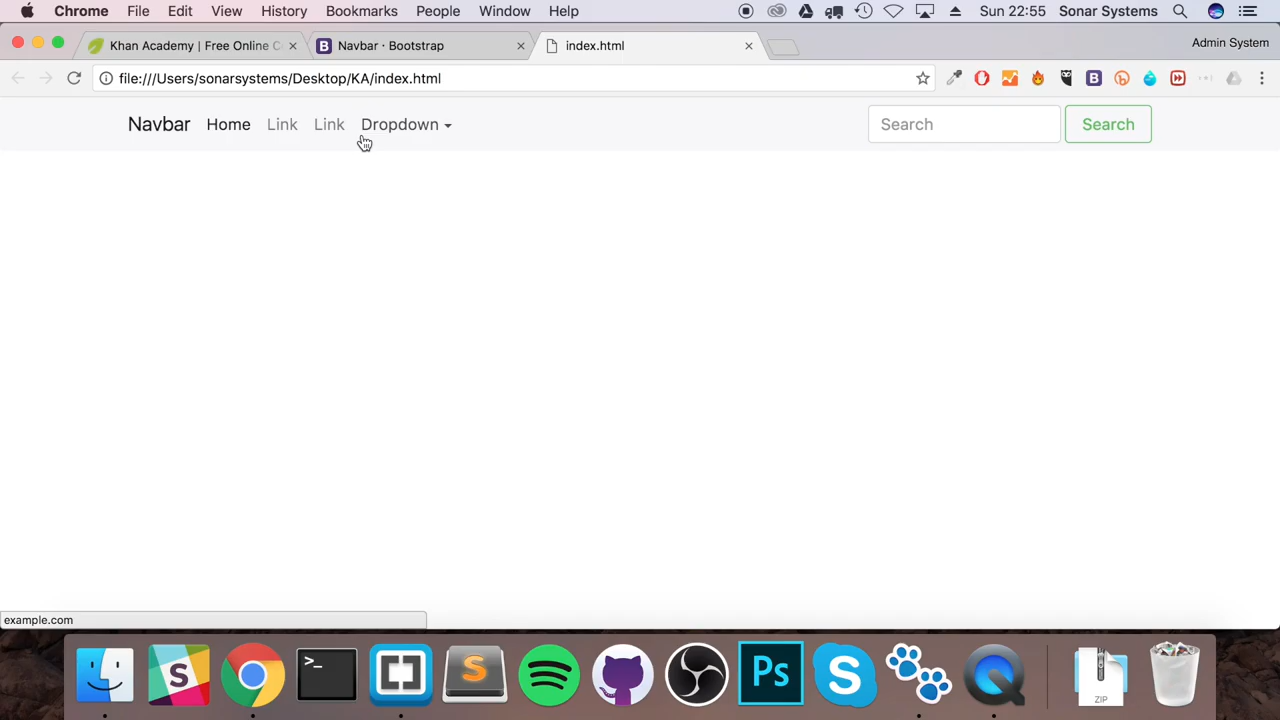 Chrome File Edit View History Bookmarks People Window Help Sun 22:55 Sonar Systems
Khan Academy | Free Online C Navbar · Bootstrap index.html Admin System
file:///Users/sonarsystems/Desktop/KA/index.html
Navbar Home Link Link Dropdown Search Search
example.com
>_ S Ps S ZIP